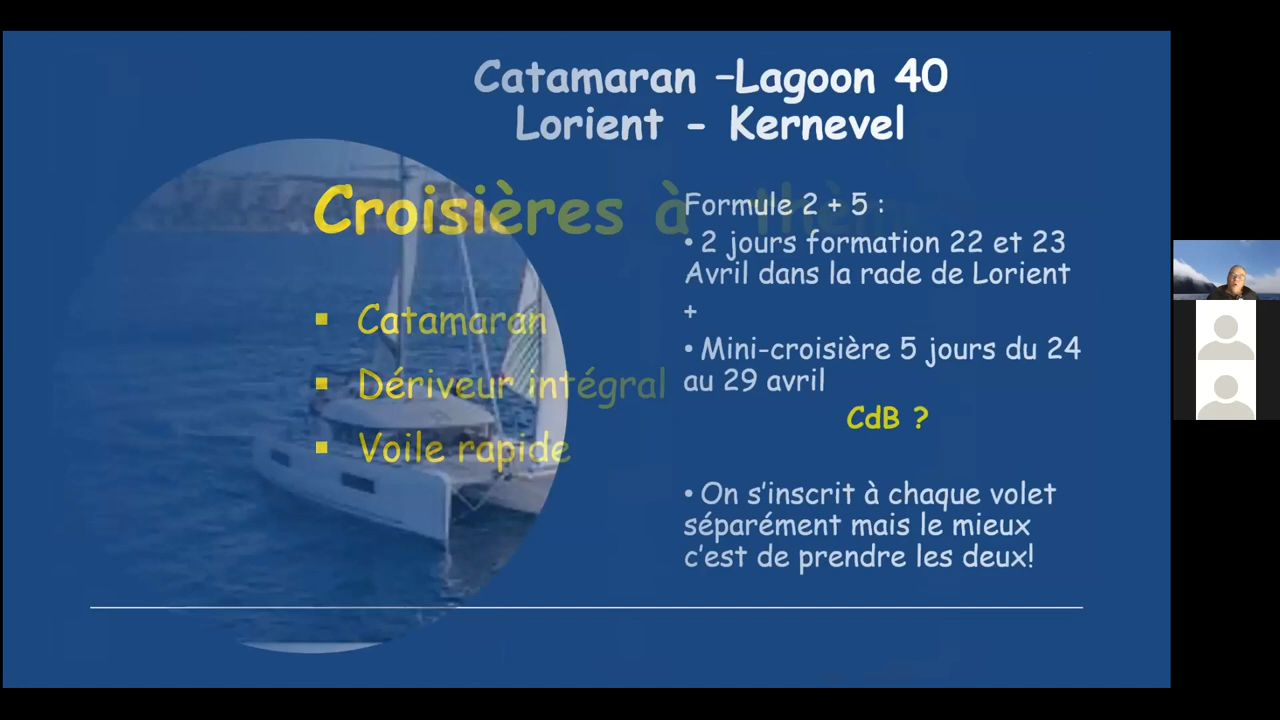 Catamaran –Lagoon 40
Lorient - Kernevel
Croisières à
Catamaran
Dériveur intégral
Voile rapide
Formule 2 + 5 :
• 2 jours formation 22 et 23
Avril dans la rade de Lorient
+
• Mini-croisière 5 jours du 24
au 29 avril
CdB ?
• On s’inscrit à chaque volet
séparément mais le mieux
c’est de prendre les deux!